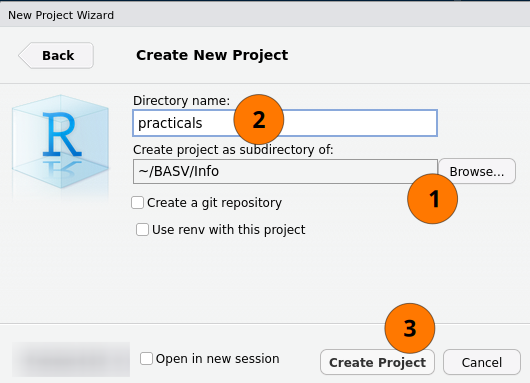 New Project Wizard
Back
Create New Project
R
Directory name:
practicals
2
Create project as subdirectory of:
~/BASV/Info
Browse...
1
Create a git repository
Use renv with this project
3
Open in new session
Create Project
Cancel